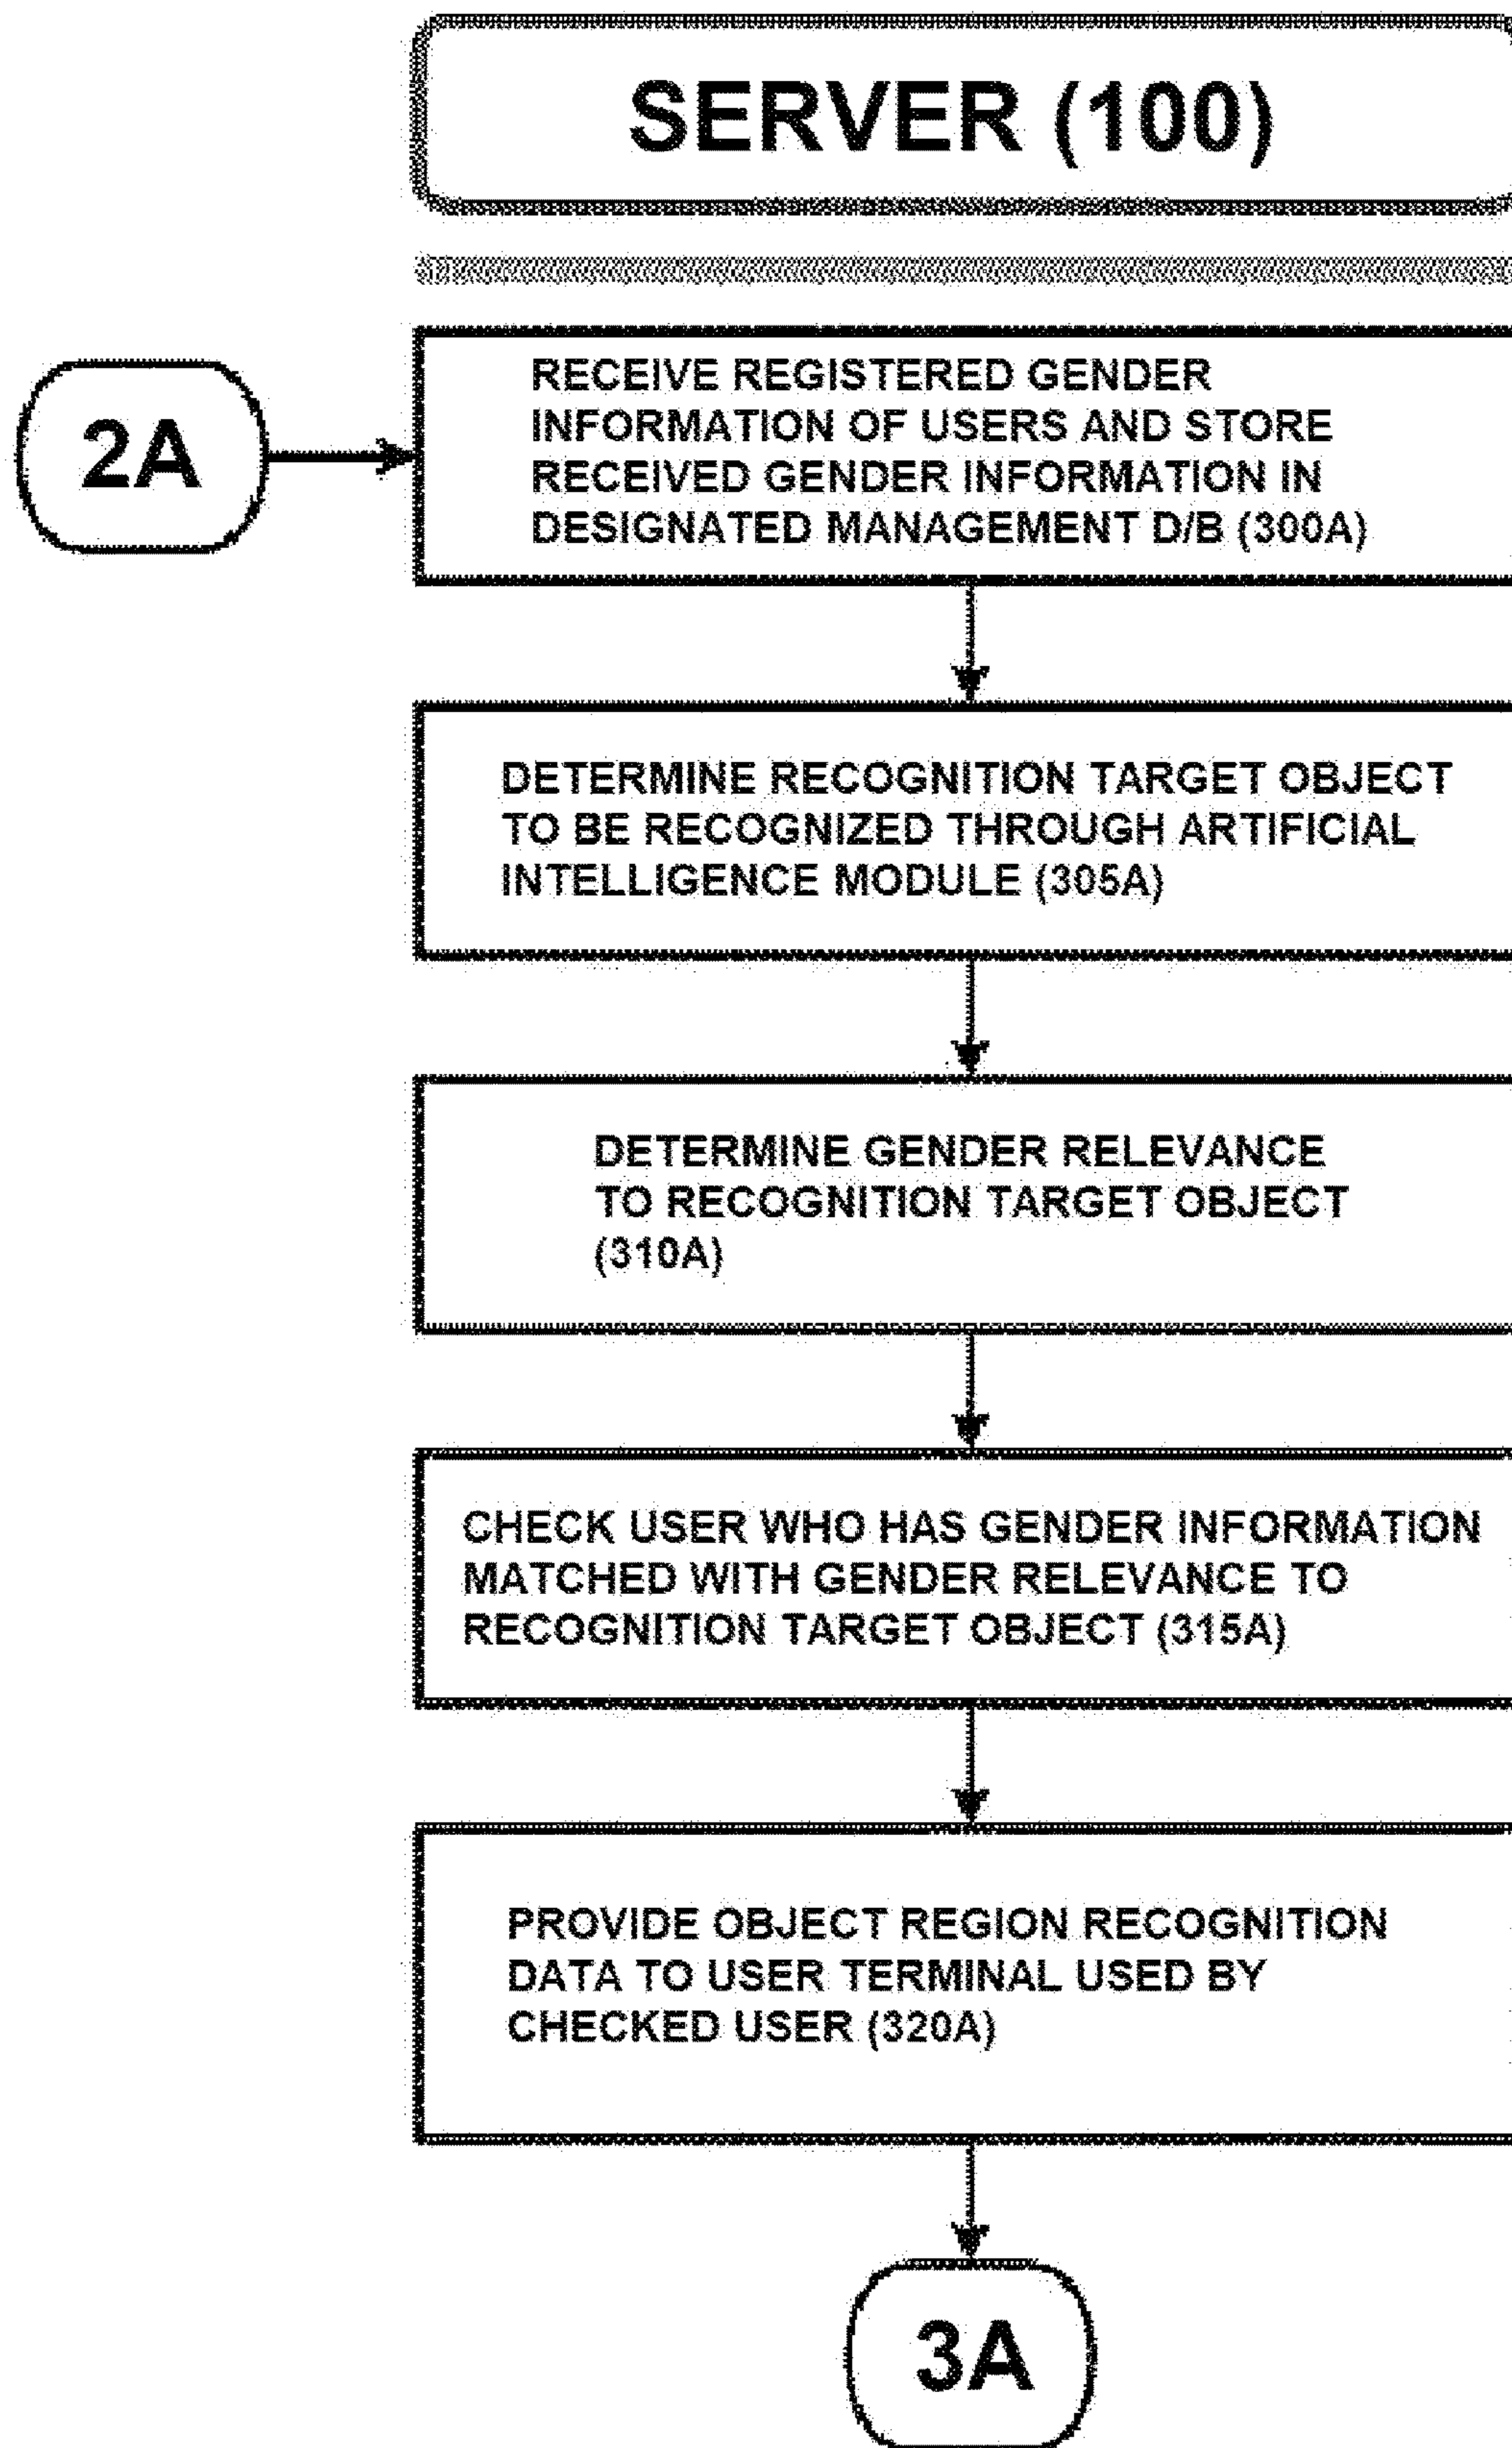 SERVER (100)
2A
RECEIVE REGISTERED GENDER
INFORMATION OF USERS AND STORE
RECEIVED GENDER INFORMATION IN
DESIGNATED MANAGEMENT D/B (300A)
DETERMINE RECOGNITION TARGET OBJECT
TO BE RECOGNIZED THROUGH ARTIFICIAL
INTELLIGENCE MODULE (305A)
DETERMINE GENDER RELEVANCE
TO RECOGNITION TARGET OBJECT
(310A)
CHECK USER WHO HAS GENDER INFORMATION
MATCHED WITH GENDER RELEVANCE TO
RECOGNITION TARGET OBJECT (315A)
PROVIDE OBJECT REGION RECOGNITION
DATA TO USER TERMINAL USED BY
CHECKED USER (320A)
3A